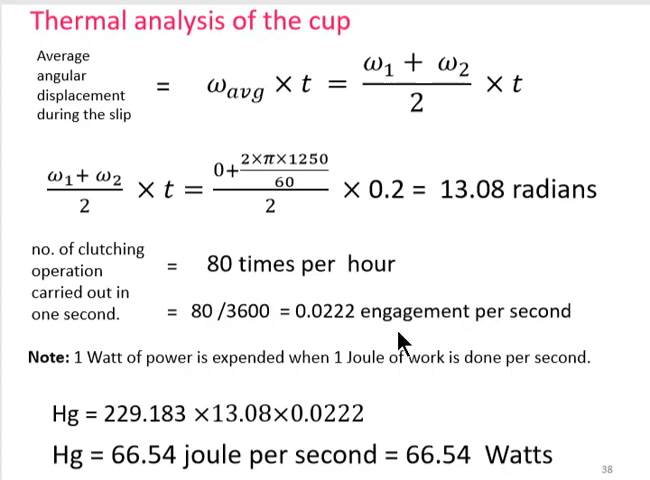 Thermal analysis of the cup
Average
angular
displacement
during the slip
= ωavg × t = (ω1 + ω2)/2 × t
(ω1+ ω2)/2 × t = (0+(2×π×1250)/60)/2 × 0.2 = 13.08 radians
no. of clutching
operation
carried out in
one second.
= 80 times per hour
= 80 /3600 = 0.0222 engagement per second
Note: 1 Watt of power is expended when 1 Joule of work is done per second.
Hg = 229.183 ×13.08×0.0222
Hg = 66.54 joule per second = 66.54 Watts
38